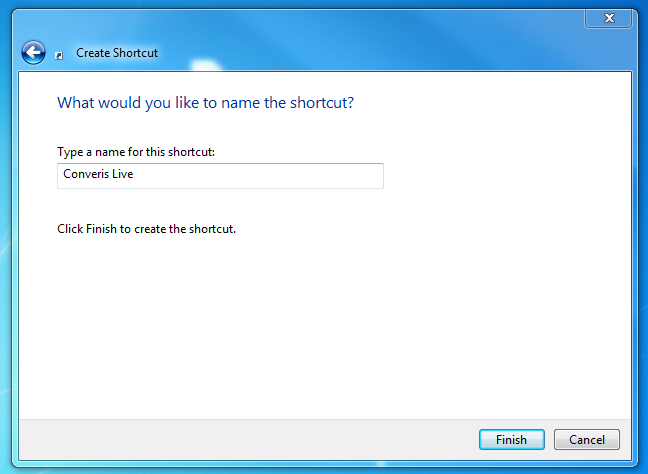 Create Shortcut
What would you like to name the shortcut?
Type a name for this shortcut:
Converis Live
Click Finish to create the shortcut.
Finish
Cancel